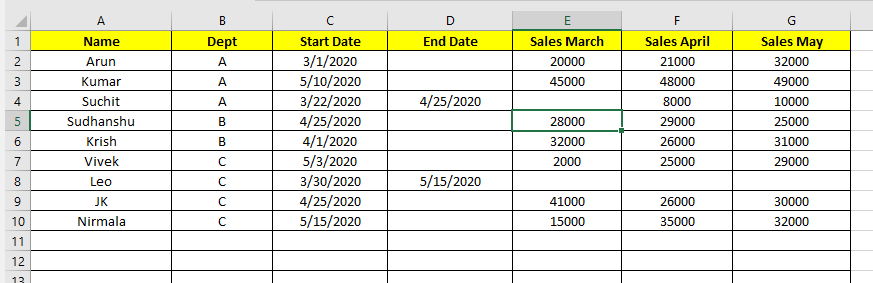 A B C D E F G
1 Name Dept Start Date End Date Sales March Sales April Sales May
2 Arun A 3/1/2020 20000 21000 32000
3 Kumar A 5/10/2020 45000 48000 49000
4 Suchit A 3/22/2020 4/25/2020 8000 10000
5 Sudhanshu B 4/25/2020 28000 29000 25000
6 Krish B 4/1/2020 32000 26000 31000
7 Vivek C 5/3/2020 2000 25000 29000
8 Leo C 3/30/2020 5/15/2020
9 JK C 4/25/2020 41000 26000 30000
10 Nirmala C 5/15/2020 15000 35000 32000
11
12
13